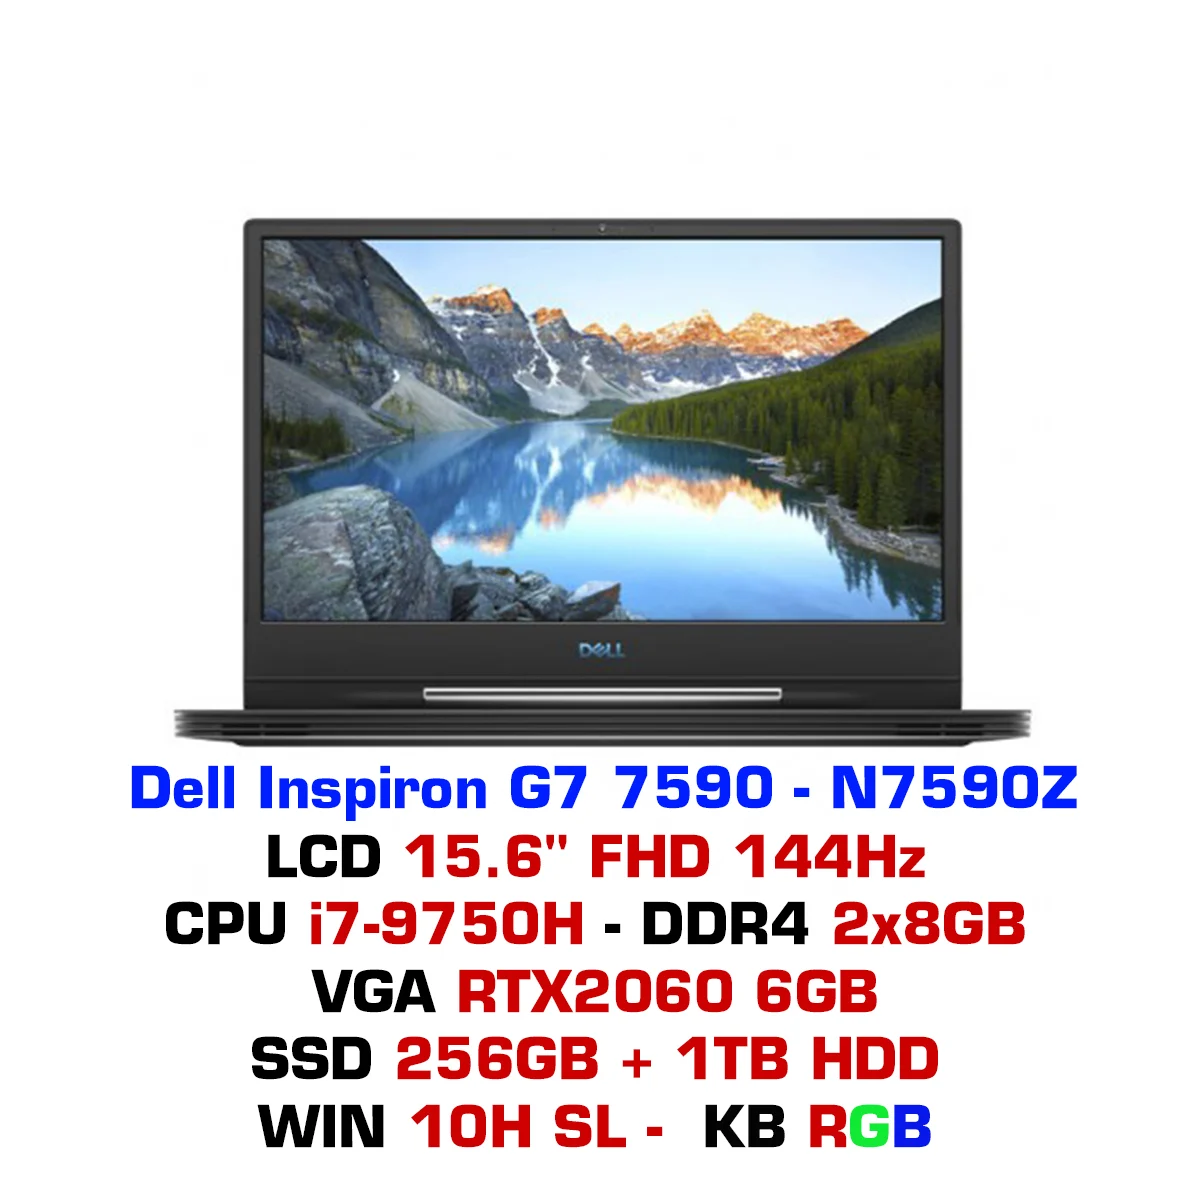 DELL
Dell Inspiron G7 7590 - N7590Z
LCD 15.6" FHD 144Hz
CPU i7-9750H - DDR4 2x8GB
VGA RTX2060 6GB
SSD 256GB + 1TB HDD
WIN 10H SL - KB RGB